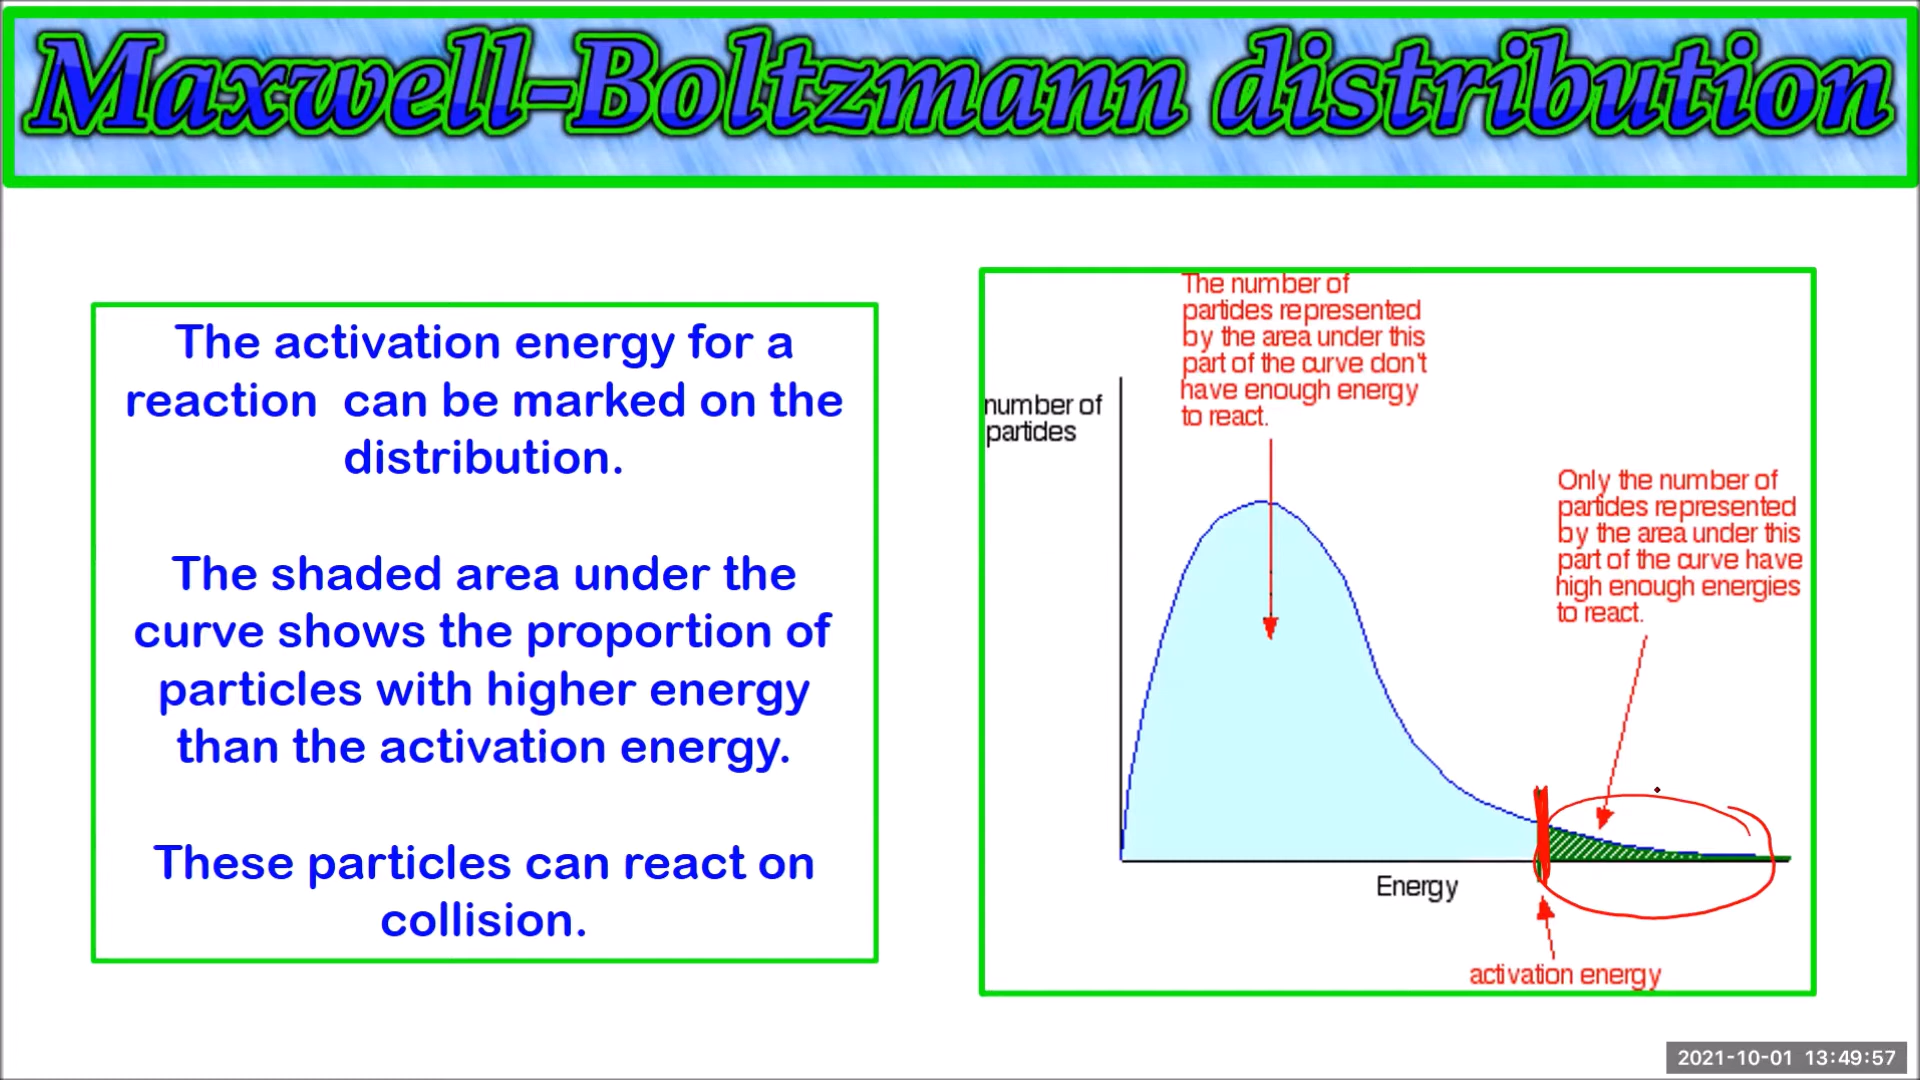 Maxwell-Boltzmann distribution
The activation energy for a
reaction can be marked on the
distribution.
The shaded area under the
curve shows the proportion of
particles with higher energy
than the activation energy.
These particles can react on
collision.
The number of
particles represented
by the area under this
part of the curve don't
have enough energy
to react.
number of
particles
Only the number of
particles represented
by the area under this
part of the curve have
high enough energies
to react.
Energy
activation energy
2021-10-01 13:49:57